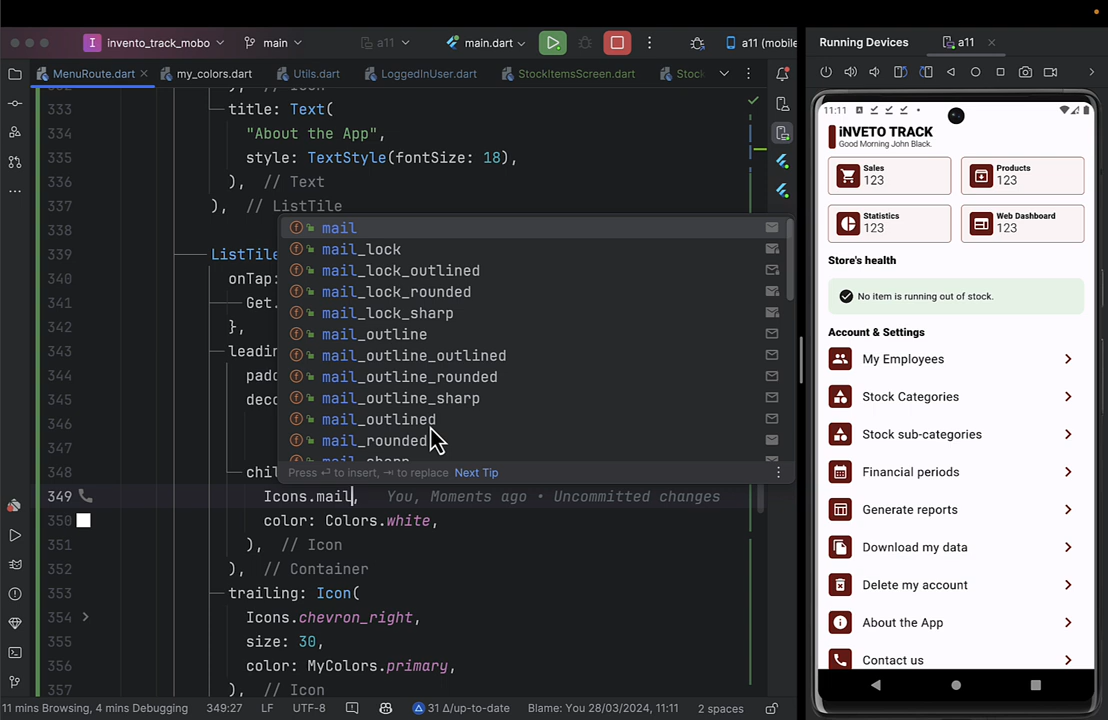 I invento_track_mobo main a11 main.dart a11 (mobile
Running Devices a11
MenuRoute.dart my_colors.dart Utils.dart LoggedInUser.dart StockItemsScreen.dart Stock
333 title: Text(
334 "About the App",
335 style: TextStyle(fontSize: 18),
336 ), // Text
337 ), // ListTile
338
339 ListTile
340 onTap:
341 Get.
342 },
343 leadin
344 padd
345 deco
346
347
348 chil
349 Icons.mail, You, Moments ago • Uncommitted changes
350 color: Colors.white,
351 ), // Icon
352 ), // Container
353 trailing: Icon(
354 Icons.chevron_right,
355 size: 30,
356 color: MyColors.primary,
357 ), // Icon
mail
mail_lock
mail_lock_outlined
mail_lock_rounded
mail_lock_sharp
mail_outline
mail_outline_outlined
mail_outline_rounded
mail_outline_sharp
mail_outlined
mail_rounded
mail_sharp
Press ⏎ to insert, ⇥ to replace Next Tip
11:11
iNVETO TRACK
Good Morning John Black.
Sales
123
Products
123
Statistics
123
Web Dashboard
123
Store's health
No item is running out of stock.
Account & Settings
My Employees
Stock Categories
Stock sub-categories
Financial periods
Generate reports
Download my data
Delete my account
About the App
Contact us
11 mins Browsing, 4 mins Debugging 349:27 LF UTF-8 31 Δ/up-to-date Blame: You 28/03/2024, 11:11 2 spaces